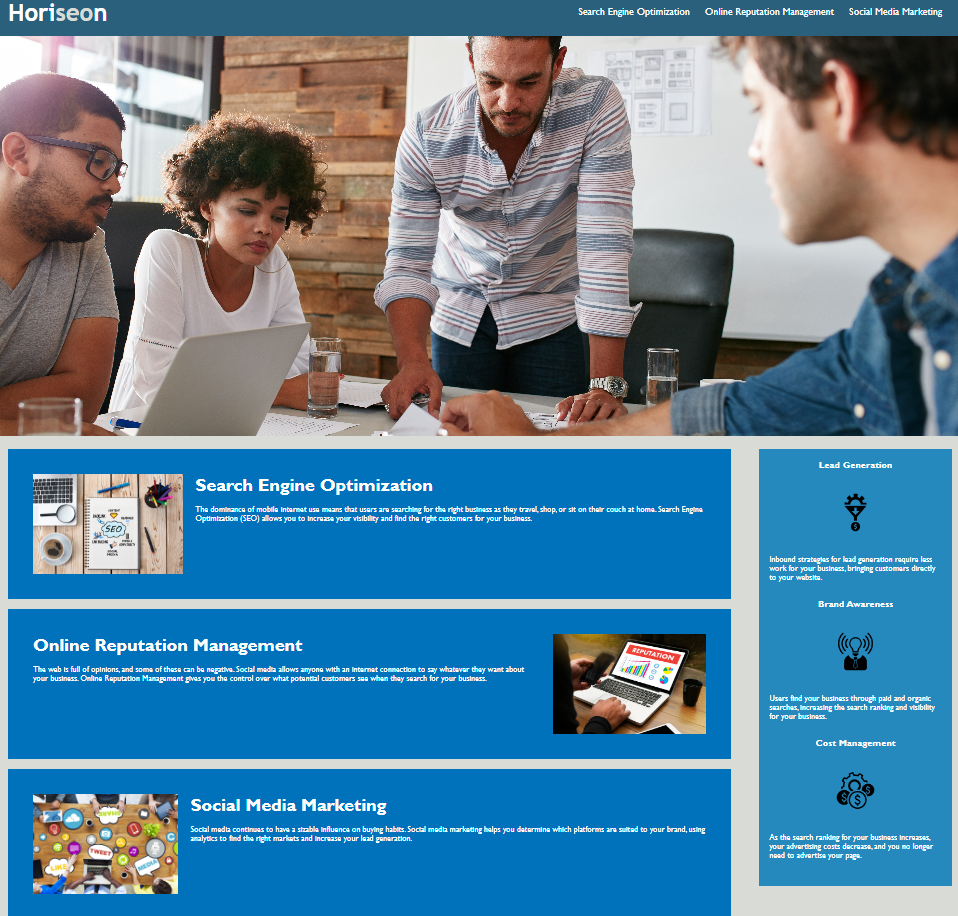 Horiseon
Search Engine Optimization
Online Reputation Management
Social Media Marketing
Search Engine Optimization
The dominance of mobile internet use means that users are searching for the right business as they travel, shop, or sit on their couch at home. Search Engine
Optimization (SEO) allows you to increase your visibility and find the right customers for your business.
SEO
Online Reputation Management
The web is full of opinions, and some of these can be negative. Social media allows anyone with an internet connection to say whatever they want about
your business. Online Reputation Management gives you the control over what potential customers see when they search for your business.
REPUTATION
Social Media Marketing
Social media continues to have a sizable influence on buying habits. Social media marketing helps you determine which platforms are suited to your brand, using
analytics to find the right markets and increase your lead generation.
TWEET
LIKE
MEDIA
Lead Generation
Inbound strategies for lead generation require less
work for your business, bringing customers directly
to your website.
Brand Awareness
Users find your business through paid and organic
searches, increasing the search ranking and visibility
for your business.
Cost Management
As the search ranking for your business increases,
your advertising costs decrease, and you no longer
need to advertise your page.